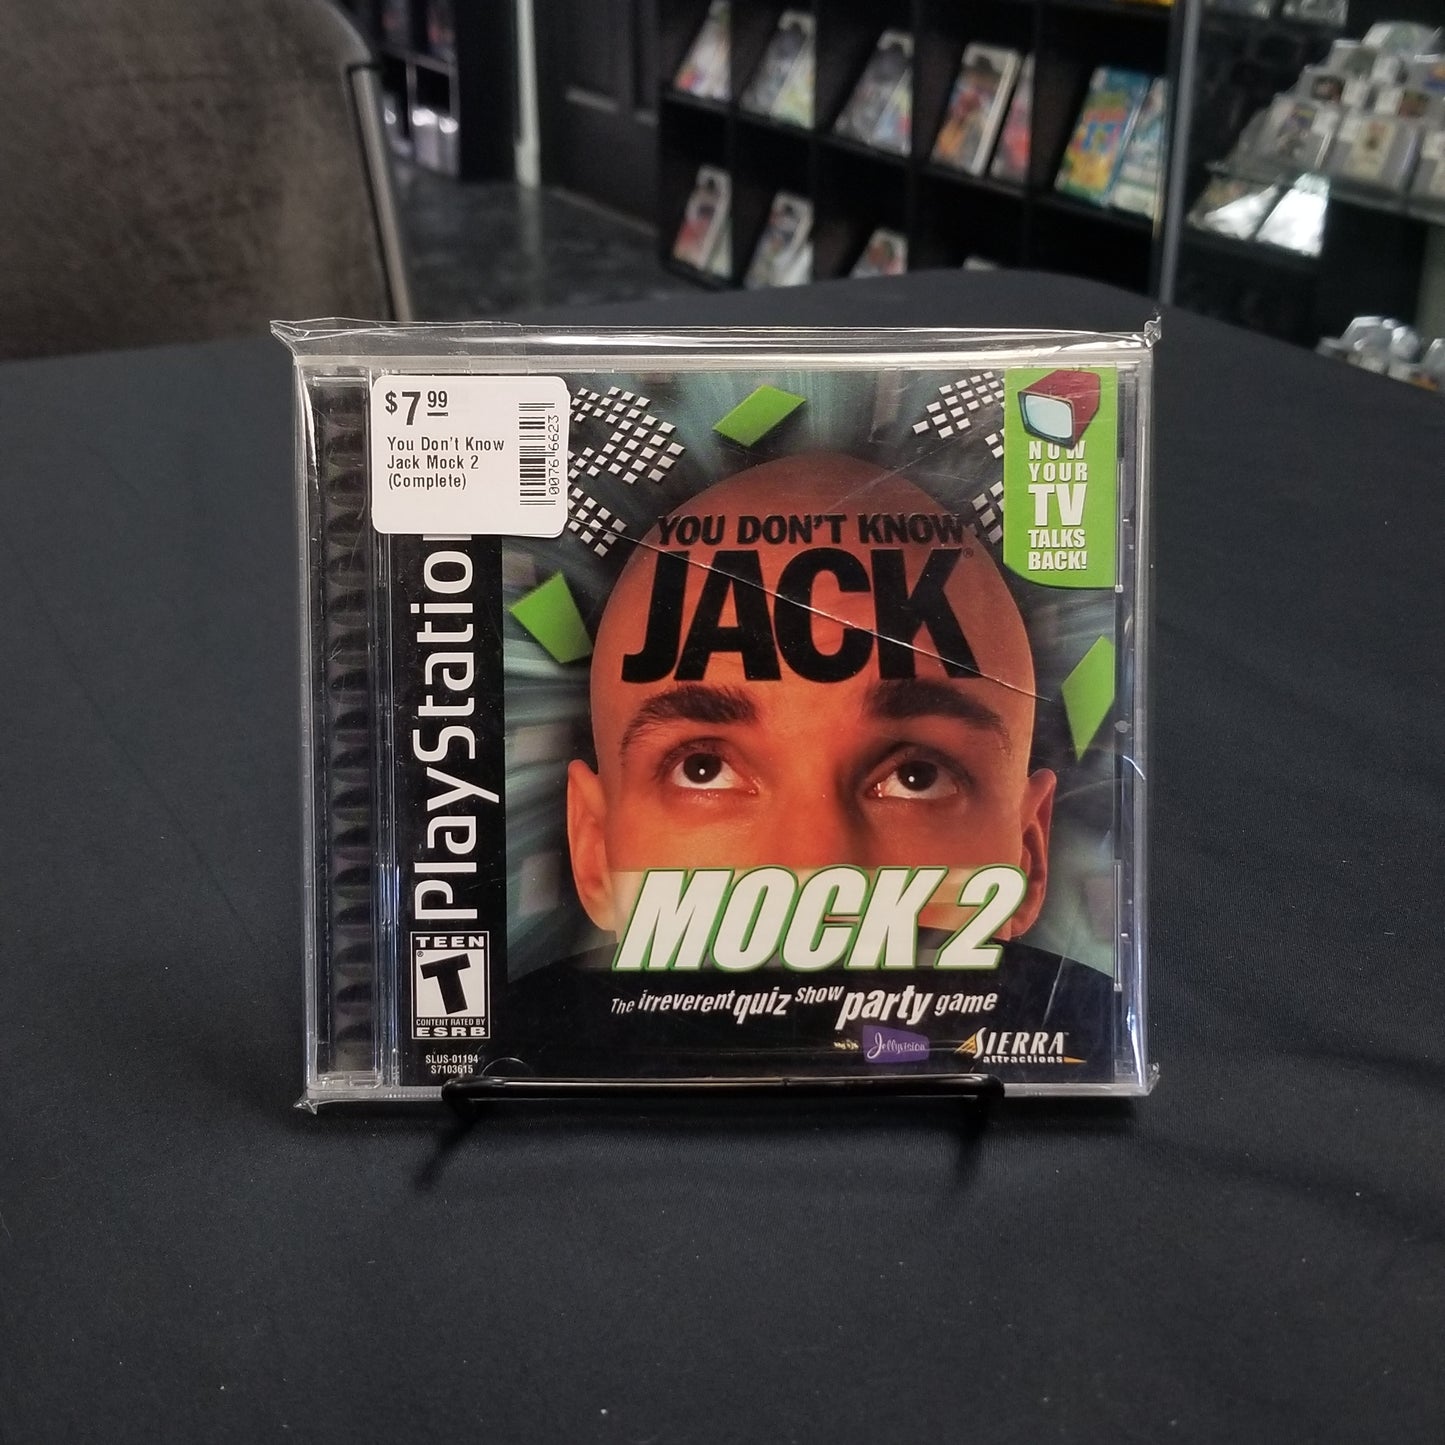 $7.99
You Don't Know
Jack Mock 2
(Complete)
0076 6623
NOW
YOUR
TV
TALKS
BACK!
YOU DON'T KNOW
JACK®
PlayStation
MOCK 2
The irreverent quiz show party game
TEEN
T
CONTENT RATED BY
ESRB
SLUS-01194
S7103615
Jellyvision
SIERRA™
attractions